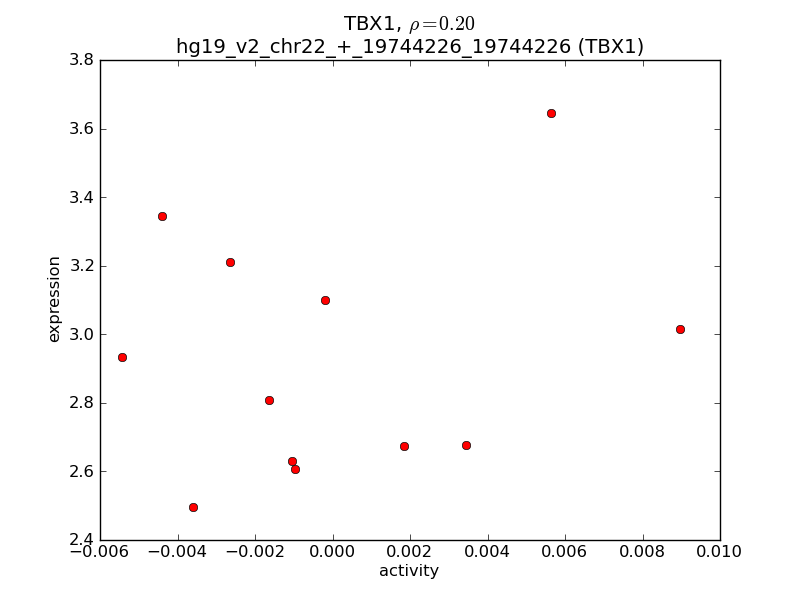 TBX1, ρ=0.20
hg19_v2_chr22_+_19744226_19744226 (TBX1)
3.8
3.6
3.4
3.2
3.0
2.8
2.6
2.4
expression
−0.006 −0.004 −0.002 0.000 0.002 0.004 0.006 0.008 0.010
activity